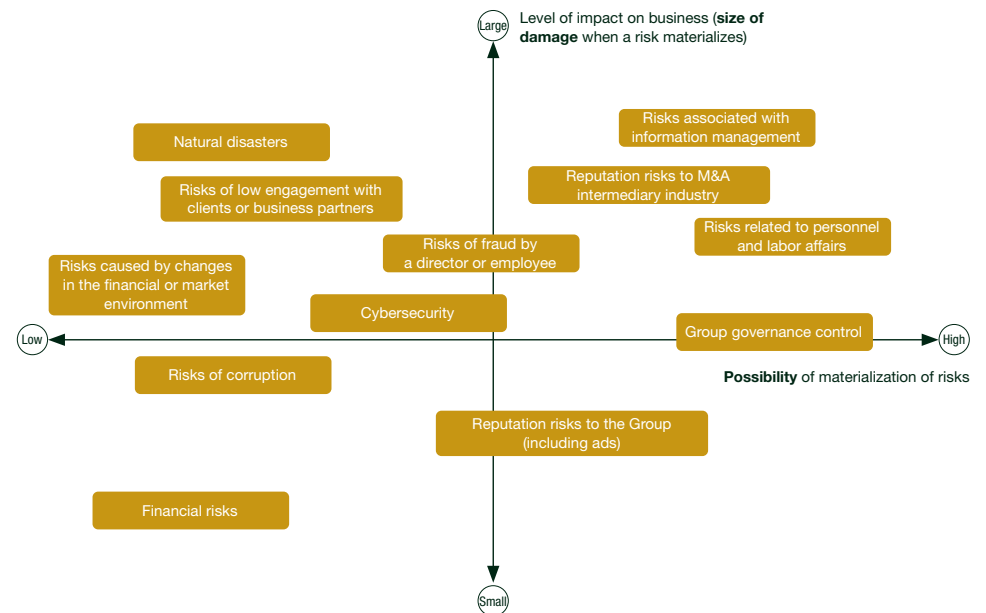 Large
Level of impact on business (size of
damage when a risk materializes)
Risks associated with
information management
Natural disasters
Reputation risks to M&A
intermediary industry
Risks of low engagement with
clients or business partners
Risks related to personnel
and labor affairs
Risks of fraud by
a director or employee
Risks caused by changes
in the financial or market
environment
Cybersecurity
Group governance control
Low
High
Risks of corruption
Possibility of materialization of risks
Reputation risks to the Group
(including ads)
Financial risks
Small